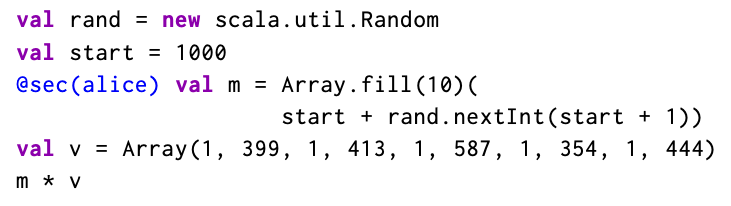 val rand = new scala.util.Random
val start = 1000
@sec(alice) val m = Array.fill(10)(
start + rand.nextInt(start + 1))
val v = Array(1, 399, 1, 413, 1, 587, 1, 354, 1, 444)
m * v